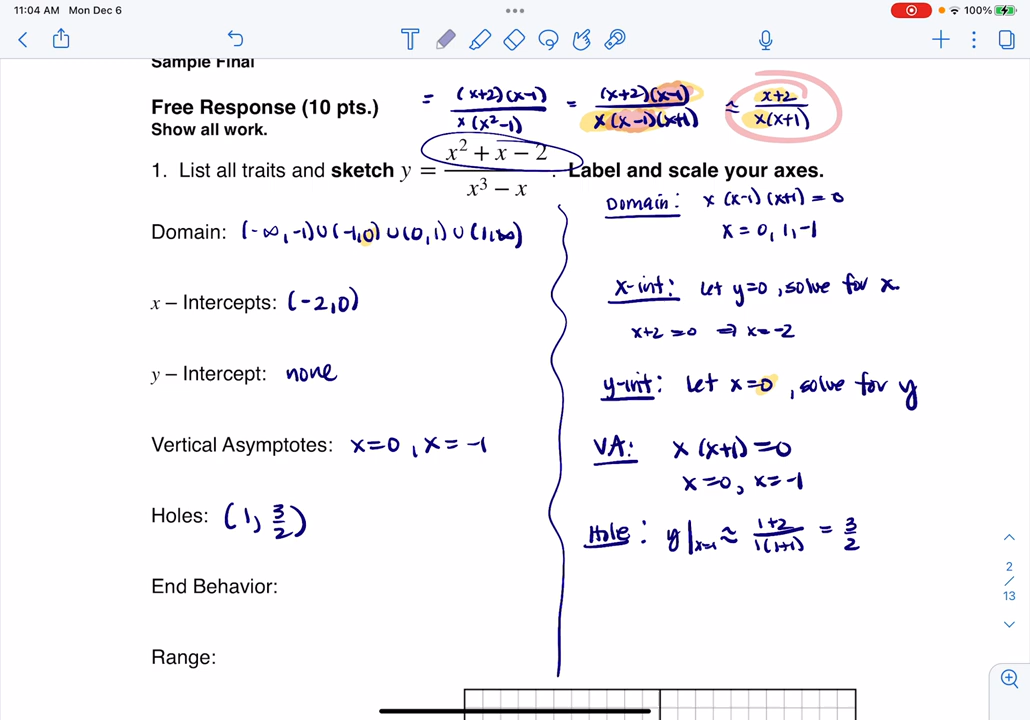 11:04 AM Mon Dec 6
100%
Sample Final
Free Response (10 pts.)
Show all work.
= (x+2)(x-1) / x(x²-1) = (x+2)(x-1) / x(x-1)(x+1) ≈ x+2 / x(x+1)
1. List all traits and sketch y = x² + x − 2 / x³ − x . Label and scale your axes.
Domain: (-∞,-1)∪(-1,0)∪(0,1)∪(1,∞)
x – Intercepts: (-2,0)
y – Intercept: none
Vertical Asymptotes: x=0, x=-1
Holes: (1, 3/2)
End Behavior:
Range:
Domain: x(x-1)(x+1)=0
x=0,1,-1
x-int: Let y=0, solve for x.
x+2=0 ⇒ x=-2
y-int: Let x=0, solve for y
VA: x(x+1)=0
x=0, x=-1
Hole: y|x=1 ≈ 1+2 / 1(1+1) = 3/2
2
/
13